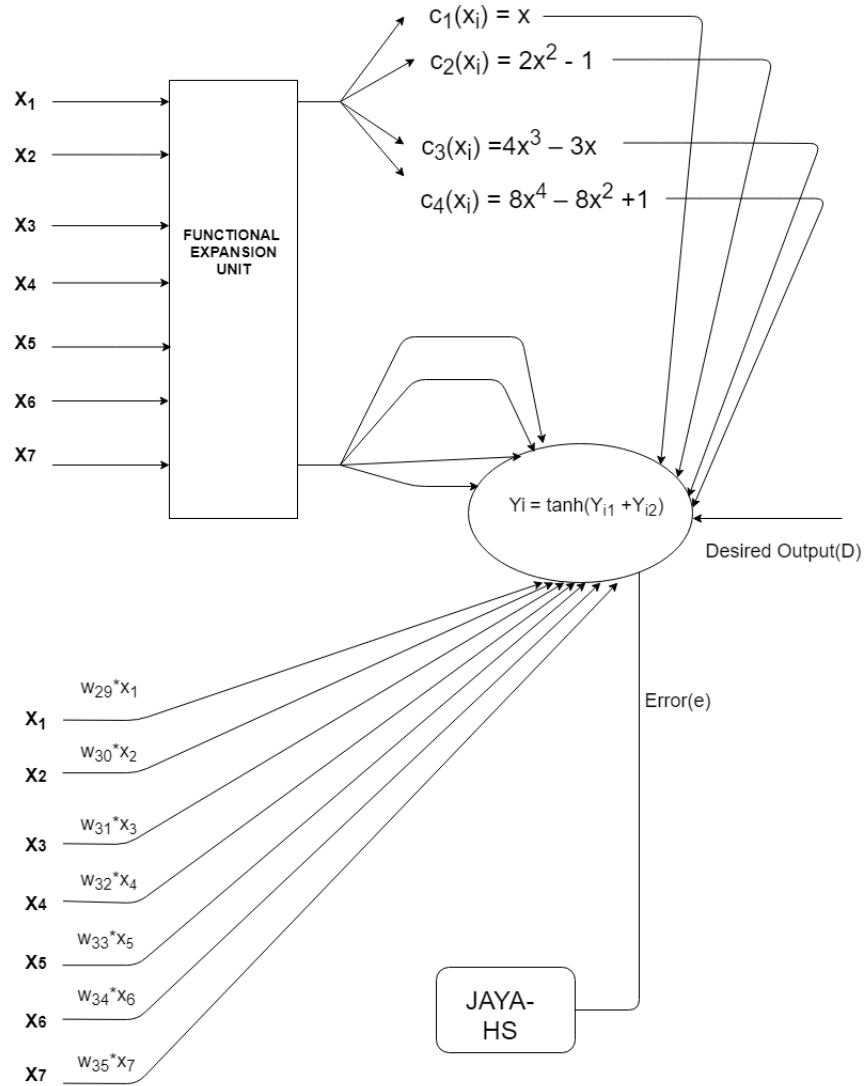 c₁(xᵢ) = x
c₂(xᵢ) = 2x² - 1
c₃(xᵢ) =4x³ – 3x
c₄(xᵢ) = 8x⁴ – 8x² +1
X₁
X₂
X₃
X₄
X₅
X₆
X₇
FUNCTIONAL
EXPANSION
UNIT
Yi = tanh(Yᵢ₁ +Yᵢ₂)
Desired Output(D)
Error(e)
w₂₉*x₁
X₁
w₃₀*x₂
X₂
w₃₁*x₃
X₃
w₃₂*x₄
X₄
w₃₃*x₅
X₅
w₃₄*x₆
X₆
w₃₅*x₇
X₇
JAYA-
HS